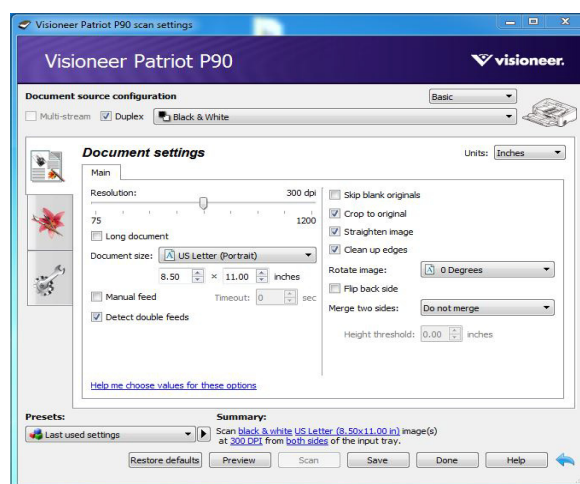 Visioneer Patriot P90 scan settings
Visioneer Patriot P90
visioneer.
Document source configuration
Basic
Multi-stream
Duplex
Black & White
Document settings
Units: Inches
Main
Resolution: 300 dpi
75 1200
Long document
Document size: US Letter (Portrait)
8.50 × 11.00 inches
Manual feed Timeout: 0 sec
Detect double feeds
Help me choose values for these options
Skip blank originals
Crop to original
Straighten image
Clean up edges
Rotate image: 0 Degrees
Flip back side
Merge two sides: Do not merge
Height threshold: 0.00 inches
Presets:
Last used settings
Summary:
Scan black & white US Letter (8.50x11.00 in) image(s)
at 300 DPI from both sides of the input tray.
Restore defaults Preview Scan Save Done Help